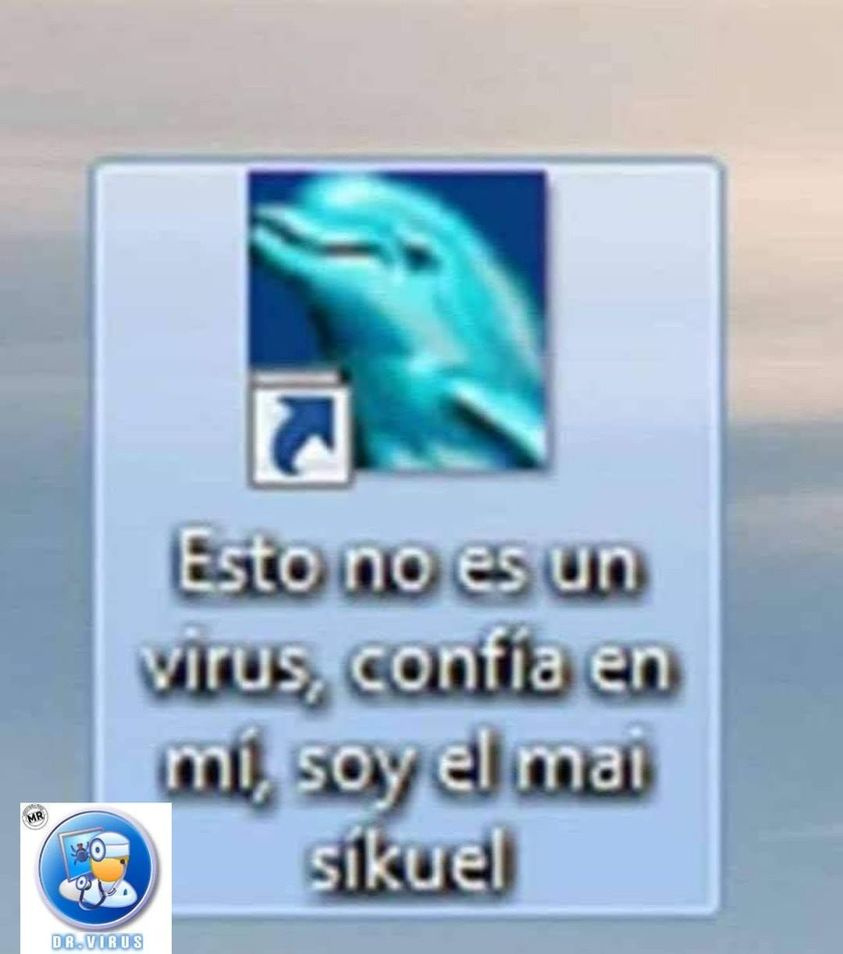 Esto no es un
virus, confía en
mí, soy el mai
síkuel
MR
DR.VIRUS